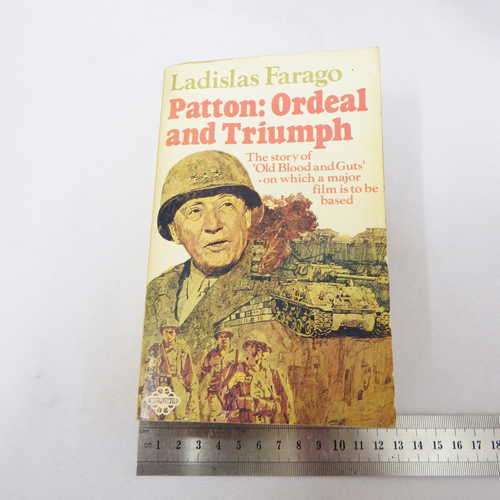 Ladislas Farago
Patton: Ordeal
and Triumph
The story of
'Old Blood and Guts'
- on which a major
film is to be
based
1 2 3 4 5 6 7 8 9 10 11 12 13 14 15 16 17 18